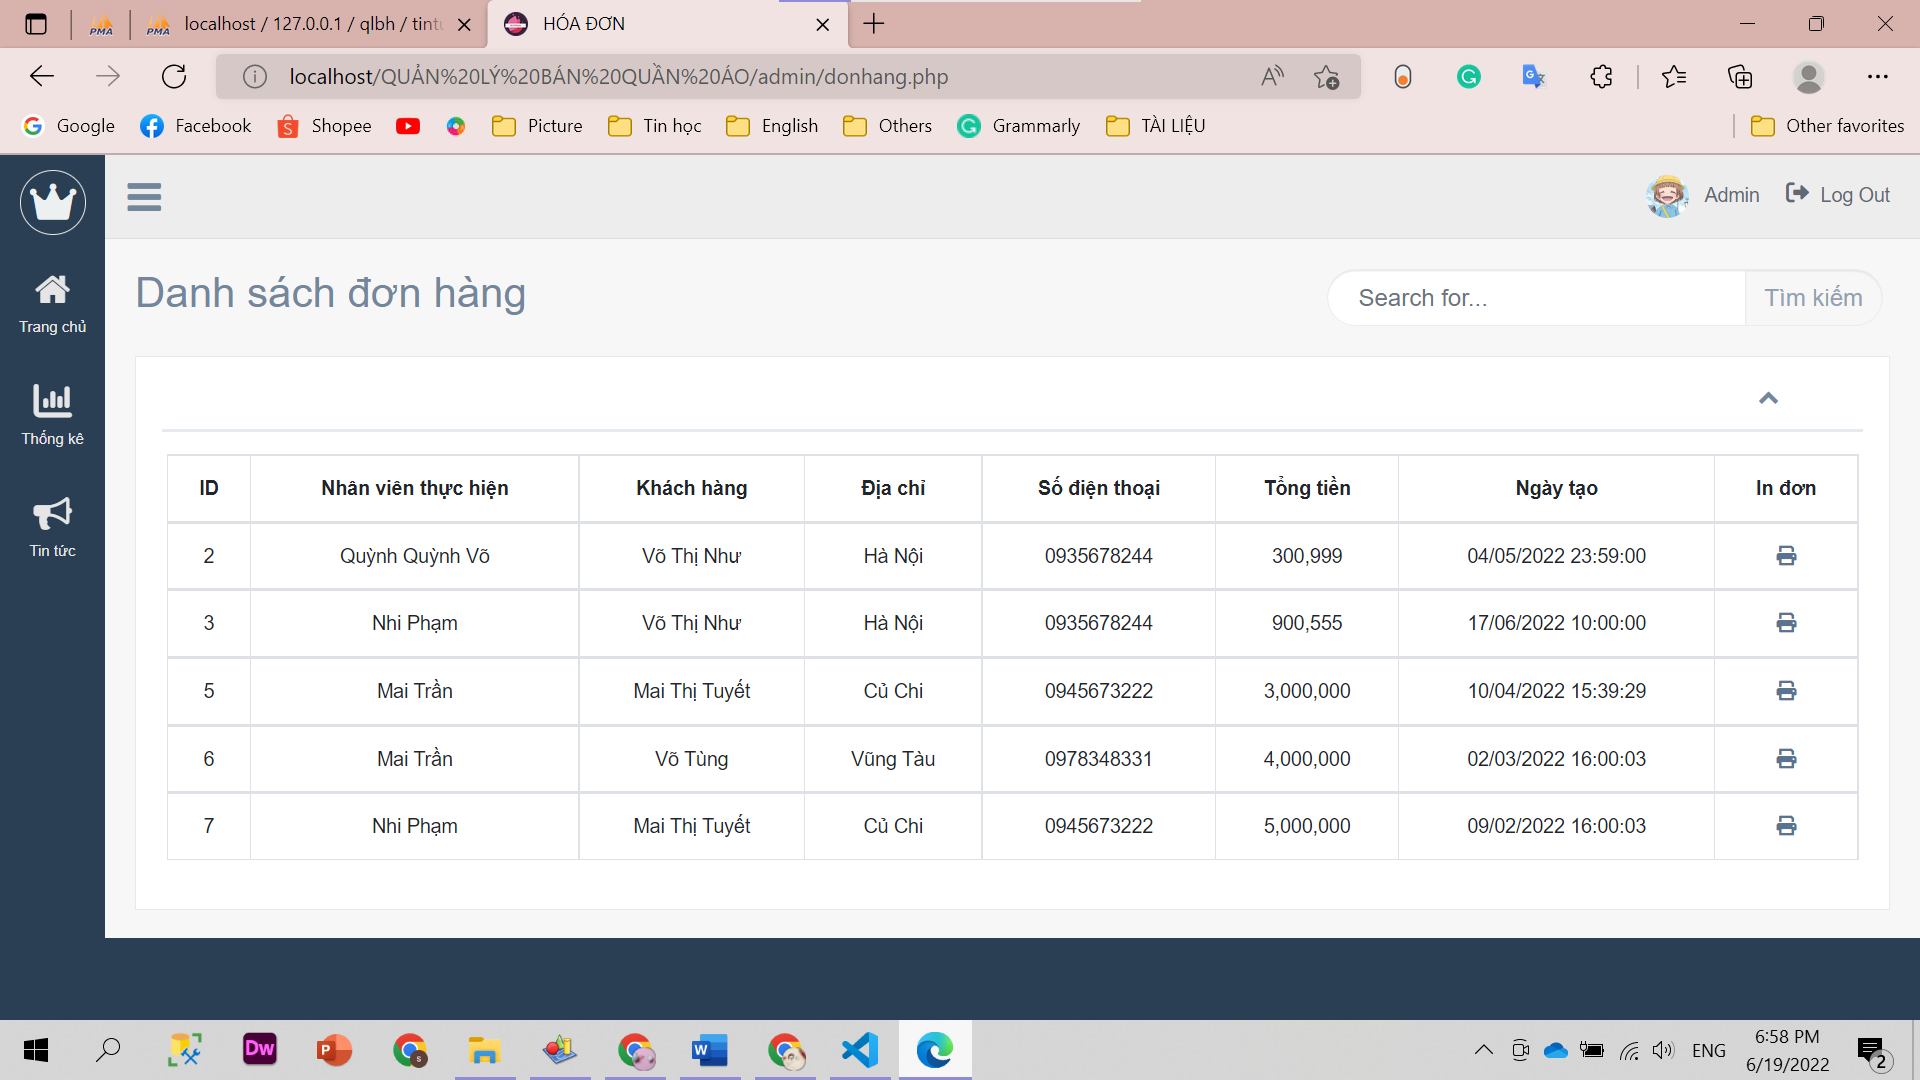 PMA
PMA localhost / 127.0.0.1 / qlbh / tintu
HÓA ĐƠN
localhost/QUẢN%20LÝ%20BÁN%20QUẦN%20ÁO/admin/donhang.php
Google Facebook Shopee Picture Tin học English Others Grammarly TÀI LIỆU Other favorites
Admin Log Out
Trang chủ
Thống kê
Tin tức
Danh sách đơn hàng
Search for... Tìm kiếm
ID Nhân viên thực hiện Khách hàng Địa chỉ Số điện thoại Tổng tiền Ngày tạo In đơn
2 Quỳnh Quỳnh Võ Võ Thị Như Hà Nội 0935678244 300,999 04/05/2022 23:59:00
3 Nhi Phạm Võ Thị Như Hà Nội 0935678244 900,555 17/06/2022 10:00:00
5 Mai Trần Mai Thị Tuyết Củ Chi 0945673222 3,000,000 10/04/2022 15:39:29
6 Mai Trần Võ Tùng Vũng Tàu 0978348331 4,000,000 02/03/2022 16:00:03
7 Nhi Phạm Mai Thị Tuyết Củ Chi 0945673222 5,000,000 09/02/2022 16:00:03
Dw P S W ENG
6:58 PM
6/19/2022
2